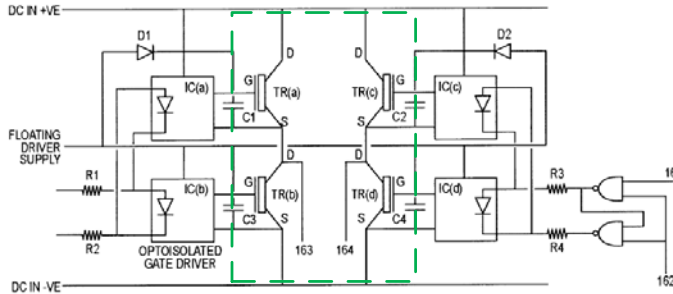 DC IN +VE
D1
D2
D
D
IC(a)
G
TR(a)
TR(c)
G
IC(c)
C1
S
S
C2
FLOATING
DRIVER
SUPPLY
D
D
R1
IC(b)
G
TR(b)
TR(d)
G
IC(d)
R3
R2
C3
S
S
C4
R4
OPTOISOLATED
GATE DRIVER
163
164
162
DC IN -VE